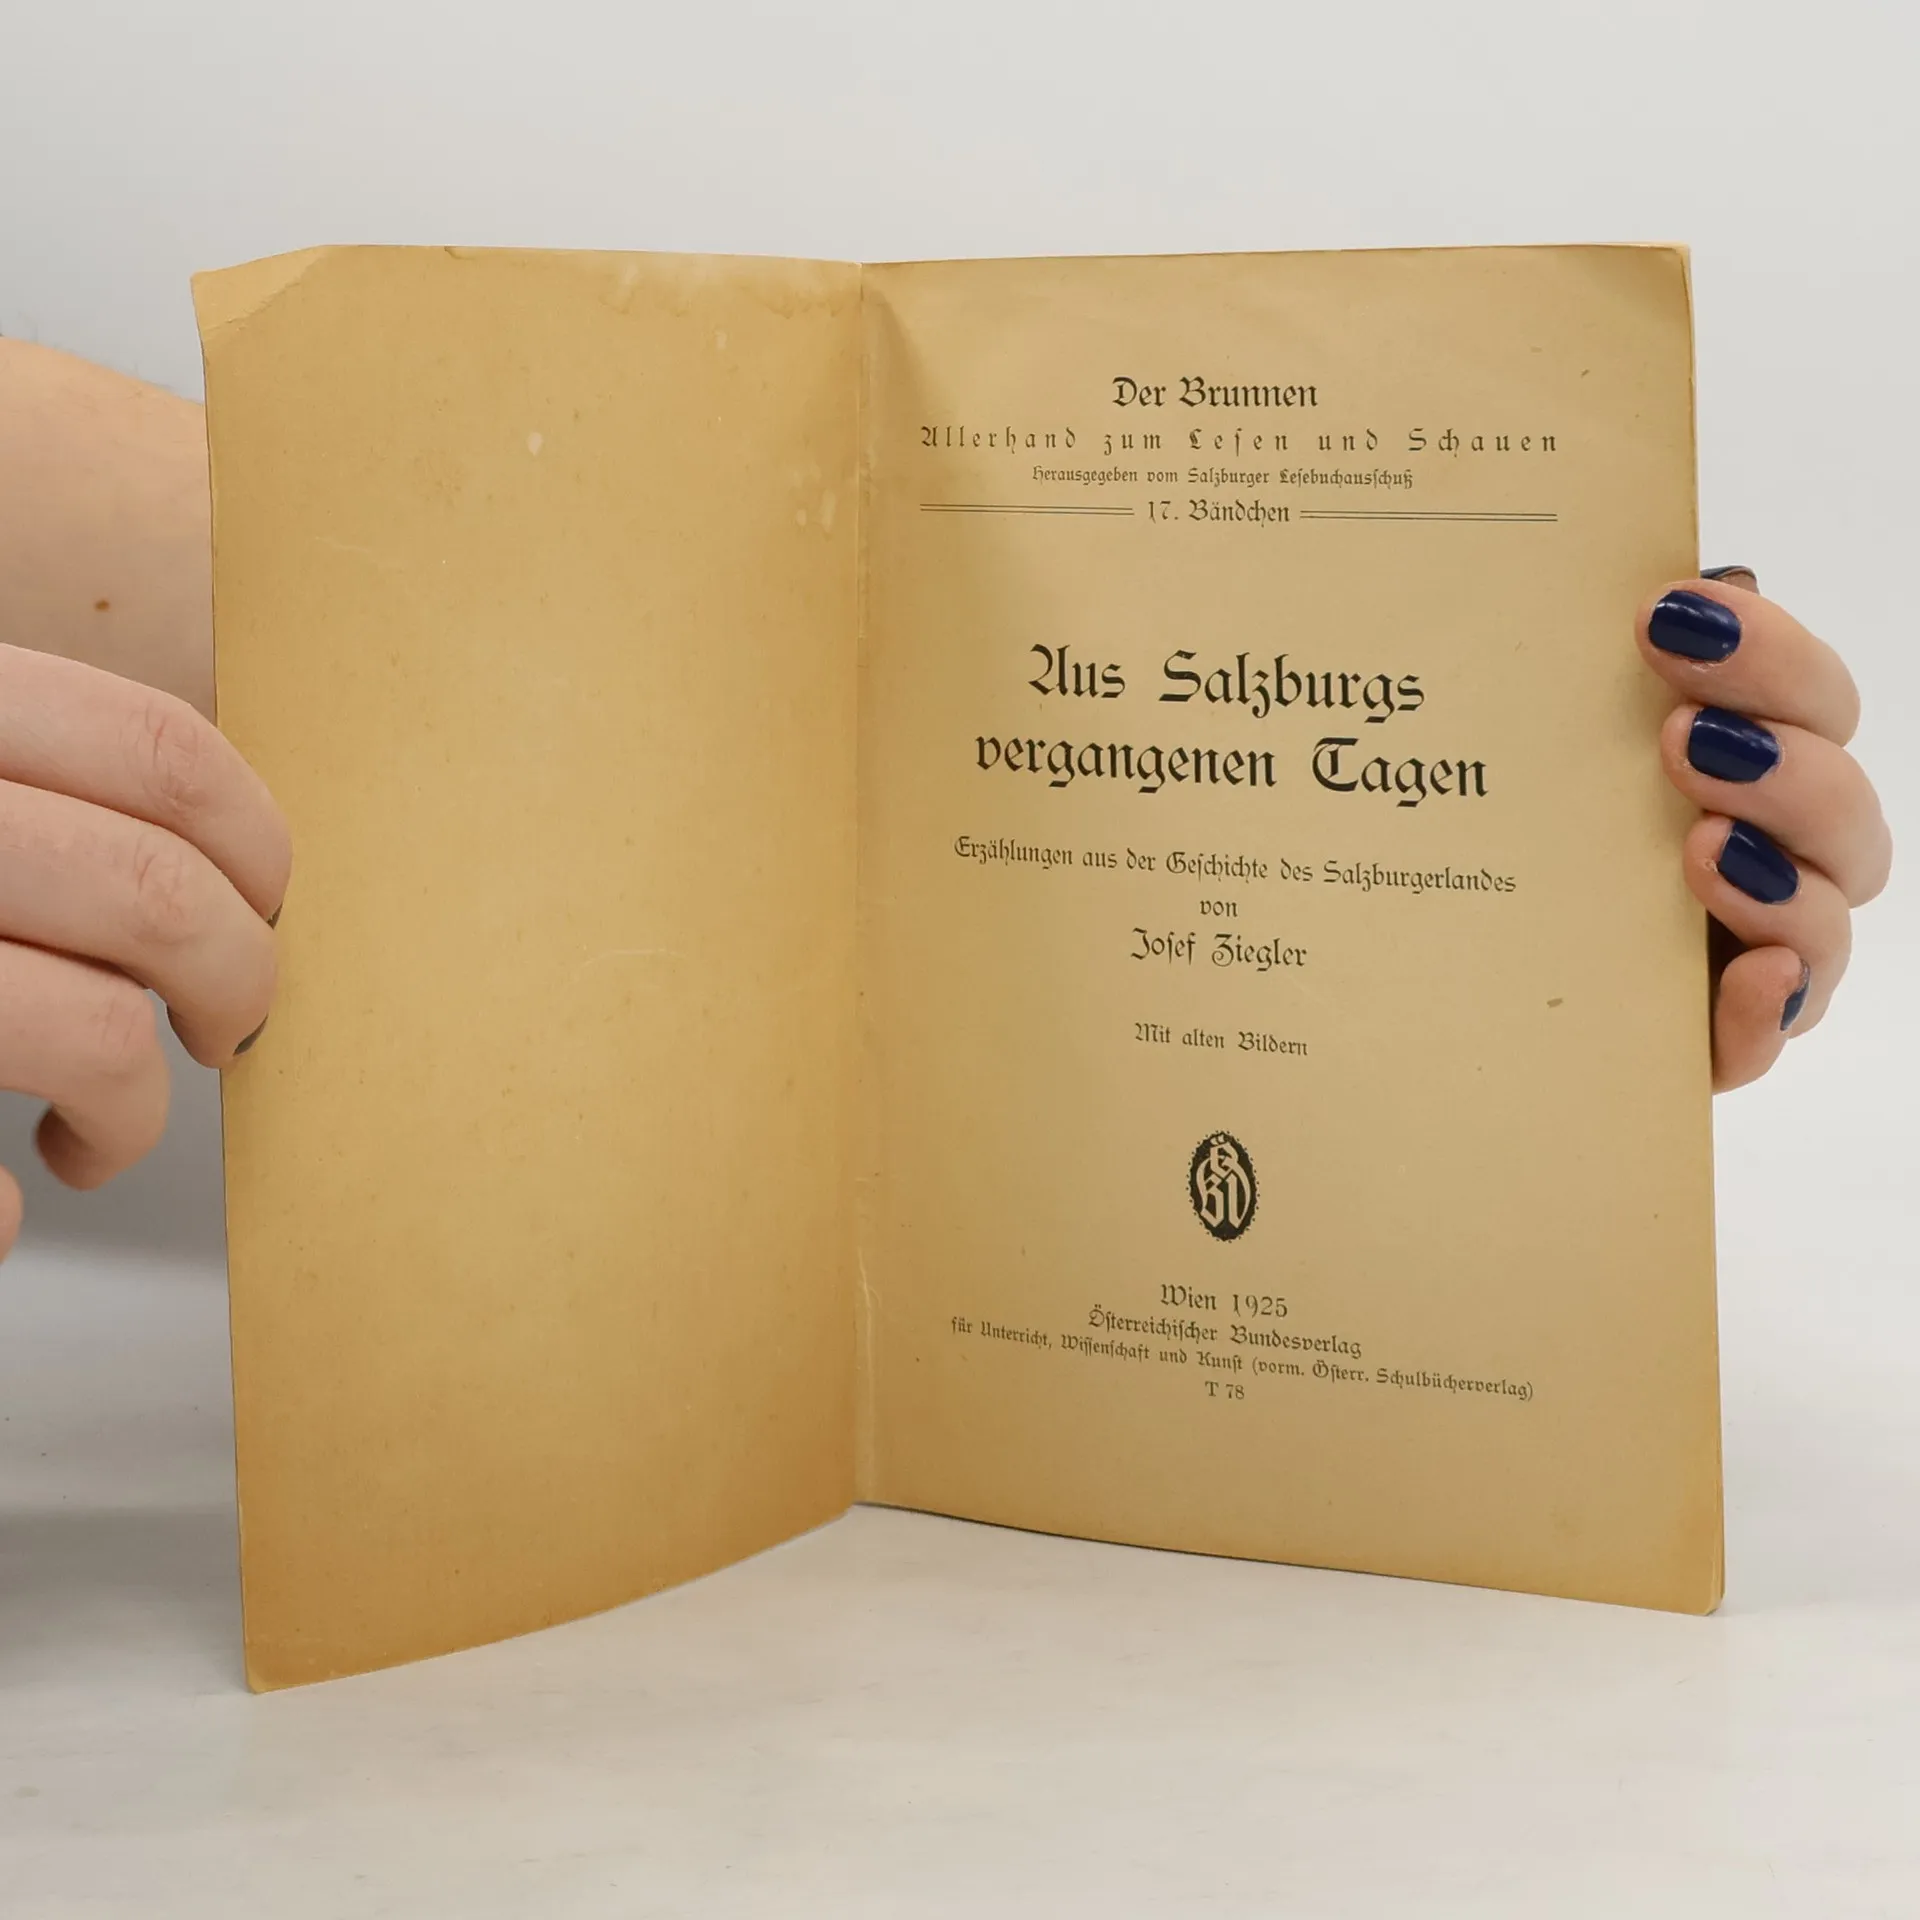 Der Brunnen
Allerhand zum Leſen und Schauen
Herausgegeben vom Salzburger Leſebuchausſchuß
17. Bändchen
Aus Salzburgs
vergangenen Tagen
Erzählungen aus der Geſchichte des Salzburgerlandes
von
Joſef Ziegler
Mit alten Bildern
ÖBV
Wien 1925
Öſterreichiſcher Bundesverlag
für Unterricht, Wiſſenſchaft und Kunſt (vorm. Öſterr. Schulbücherverlag)
T 78